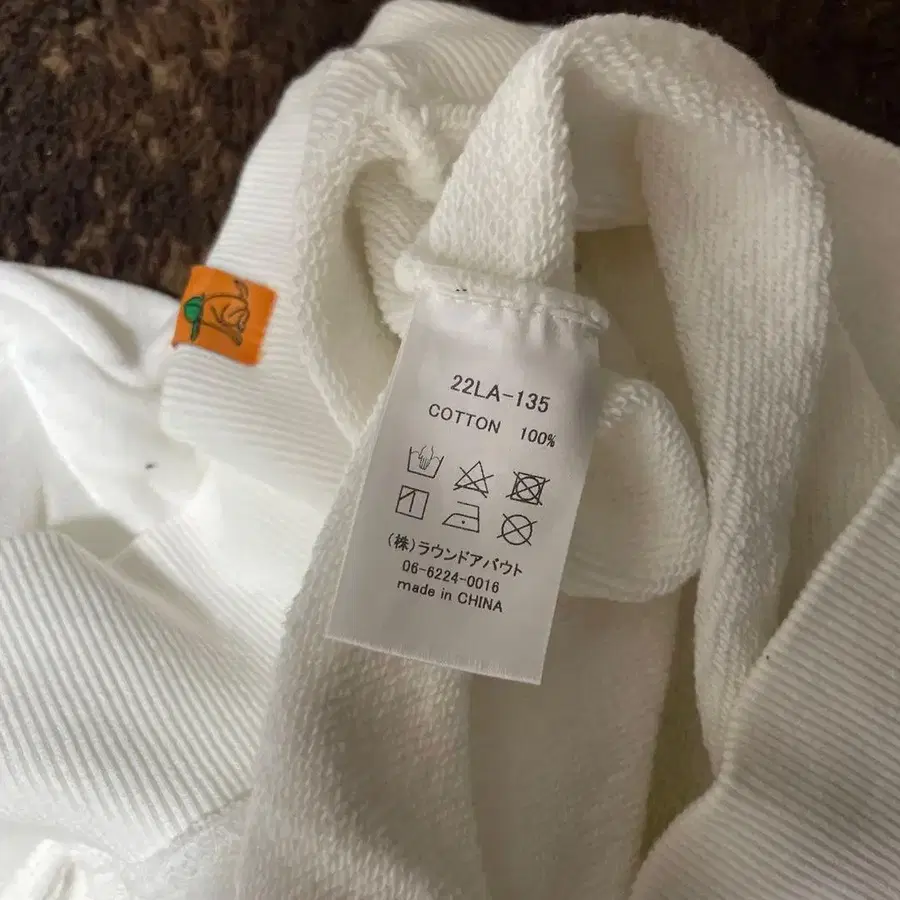 22LA-135
COTTON 100%
(株)ラウンドアバウト
06-6224-0016
made in CHINA